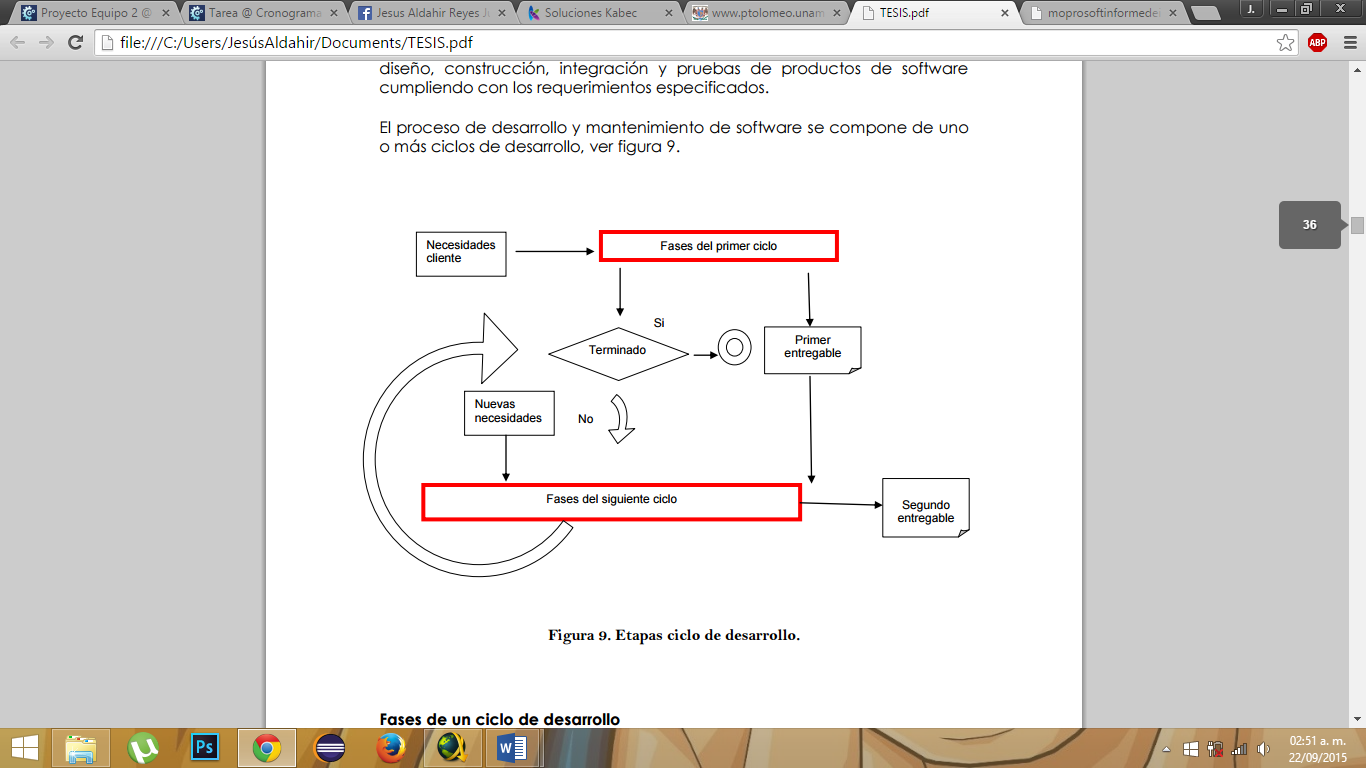 Proyecto Equipo 2 ©
Tarea @ Cronograma
Jesus Aldahir Reyes Ju
Soluciones Kabec
www.ptolomeo.unam
TESIS.pdf
moprosoftinformede
J.
file:///C:/Users/JesúsAldahir/Documents/TESIS.pdf
ABP
diseño, construcción, integración y pruebas de productos de software
cumpliendo con los requerimientos especificados.
El proceso de desarrollo y mantenimiento de software se compone de uno
o más ciclos de desarrollo, ver figura 9.
36
Necesidades
cliente
Fases del primer ciclo
Si
Terminado
Primer
entregable
Nuevas
necesidades
No
Fases del siguiente ciclo
Segundo
entregable
Figura 9. Etapas ciclo de desarrollo.
Fases de un ciclo de desarrollo
Ps
W
02:51 a. m.
22/09/2015